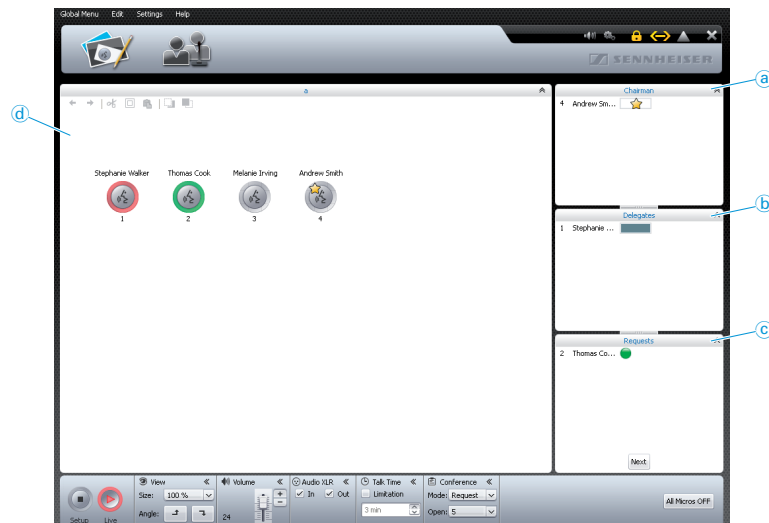 Global Menu Edit Settings Help
SENNHEISER
a
Chairman
a
4 Andrew Sm...
d
Stephanie Walker Thomas Cook Melanie Irving Andrew Smith
1 2 3 4
Delegates
b
1 Stephanie ...
Requests
c
2 Thomas Co...
Next
View Volume Audio XLR Talk Time Conference
Size: 100 % In Out Limitation Mode: Request
Angle: 24 3 min Open: 5
Setup Live
All Micros OFF